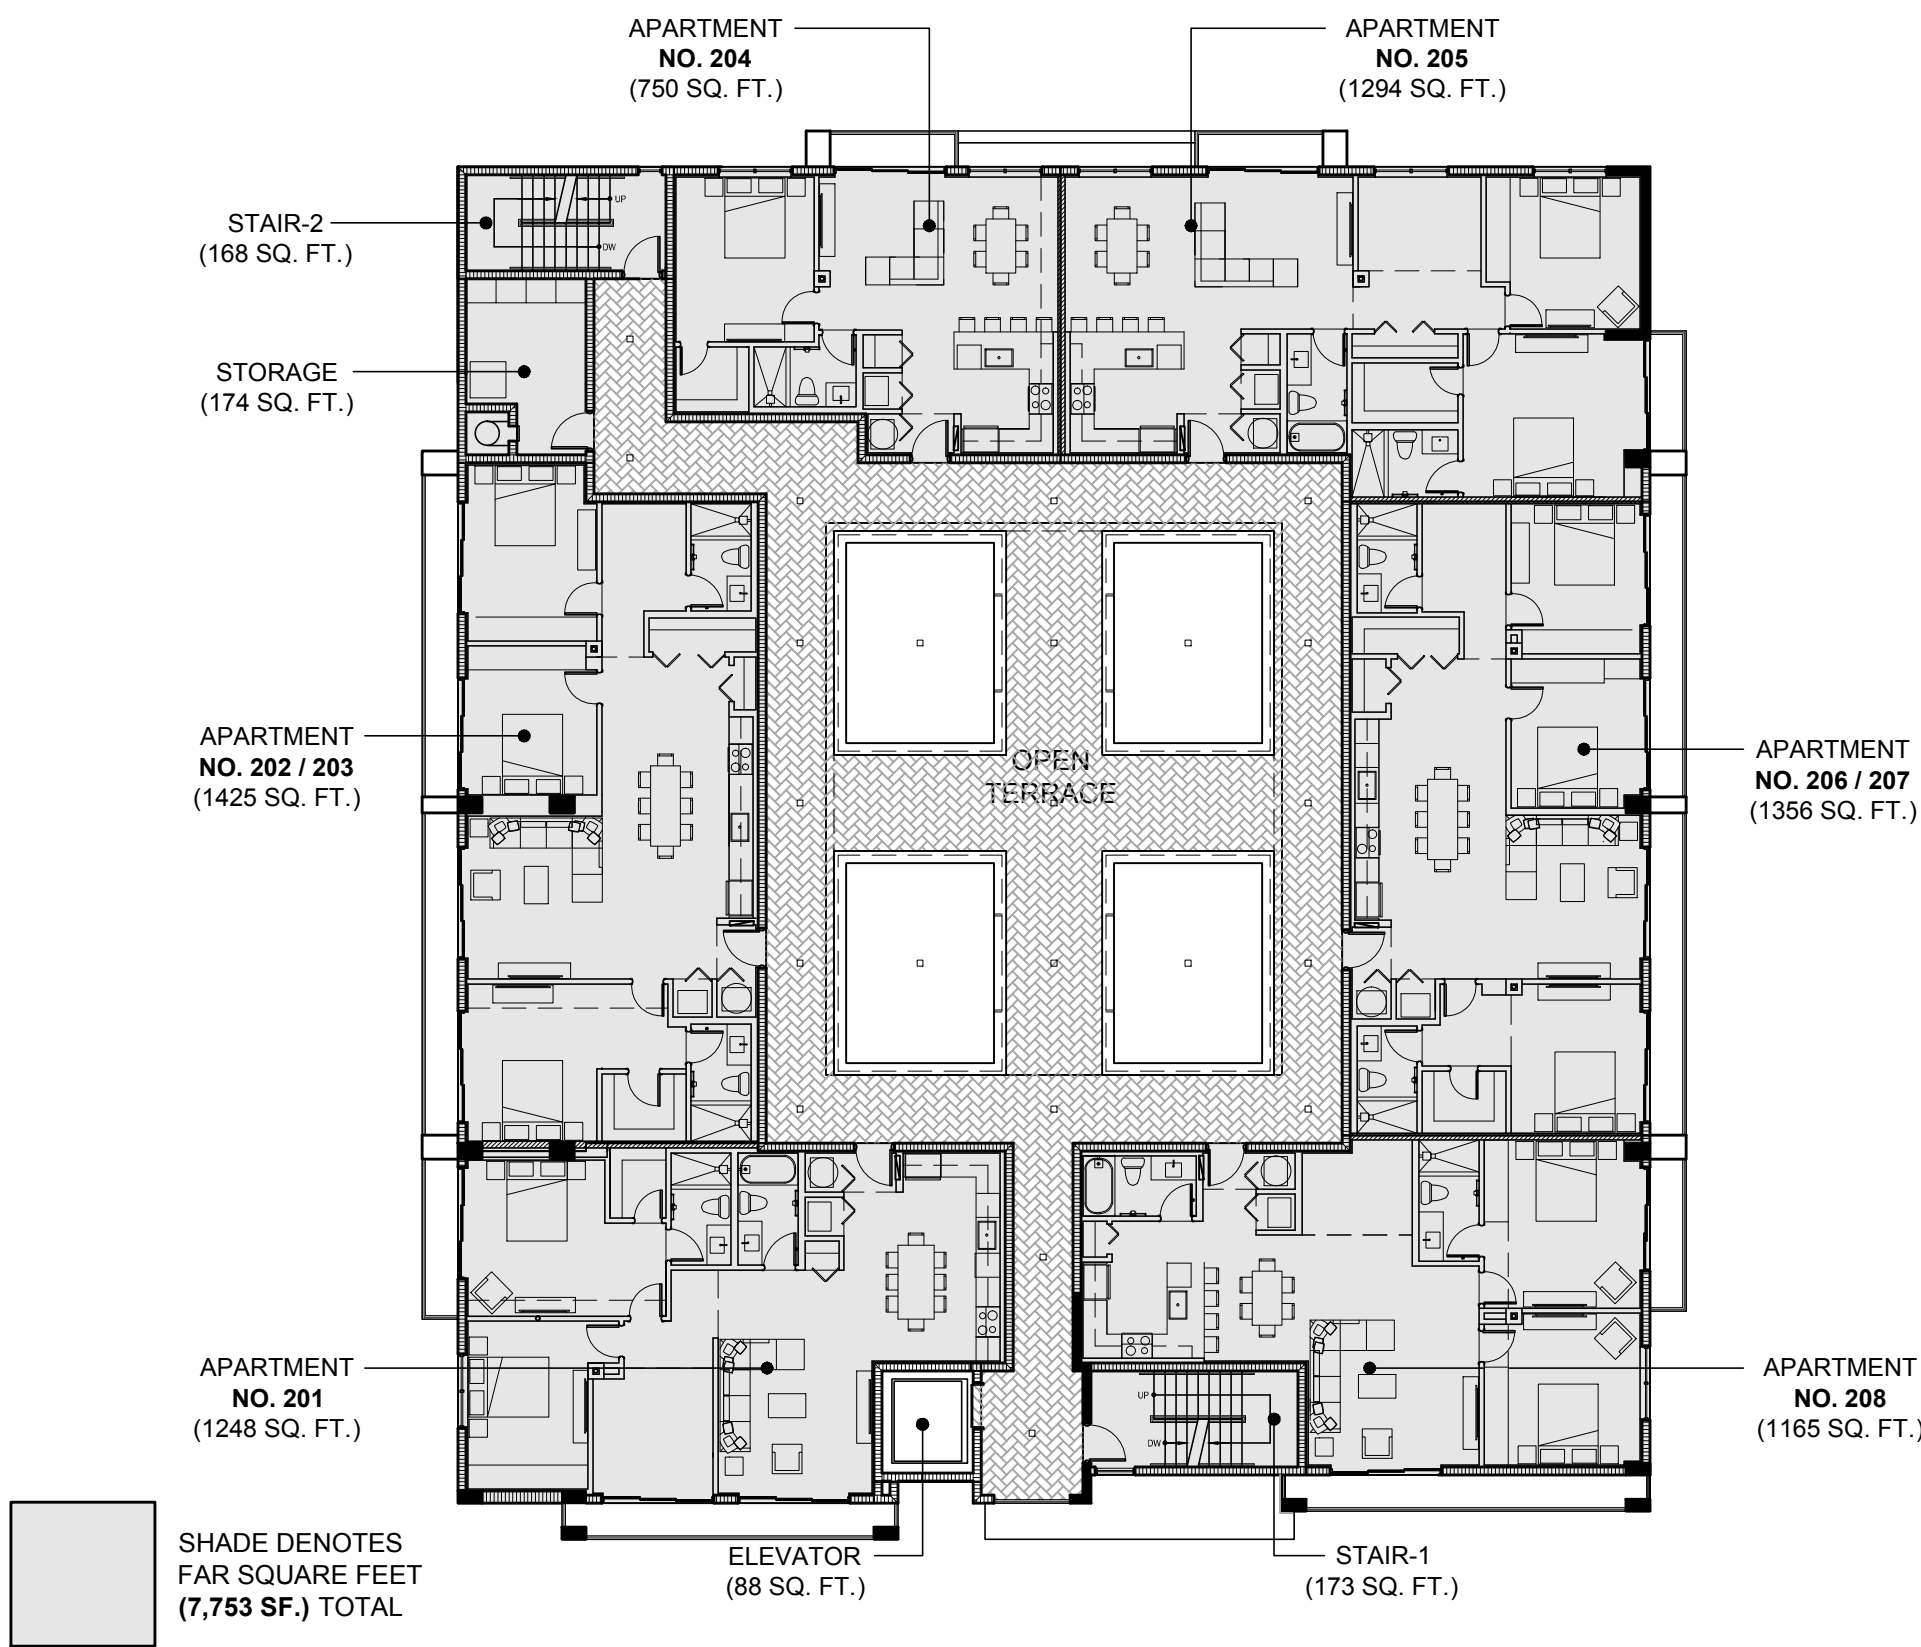 APARTMENT
NO. 204
(750 SQ. FT.)
APARTMENT
NO. 205
(1294 SQ. FT.)
STAIR-2
(168 SQ. FT.)
UP
DW
STORAGE
(174 SQ. FT.)
APARTMENT
NO. 202 / 203
(1425 SQ. FT.)
OPEN
TERRACE
APARTMENT
NO. 206 / 207
(1356 SQ. FT.)
APARTMENT
NO. 201
(1248 SQ. FT.)
UP
DW
APARTMENT
NO. 208
(1165 SQ. FT.)
ELEVATOR
(88 SQ. FT.)
STAIR-1
(173 SQ. FT.)
SHADE DENOTES
FAR SQUARE FEET
(7,753 SF.) TOTAL